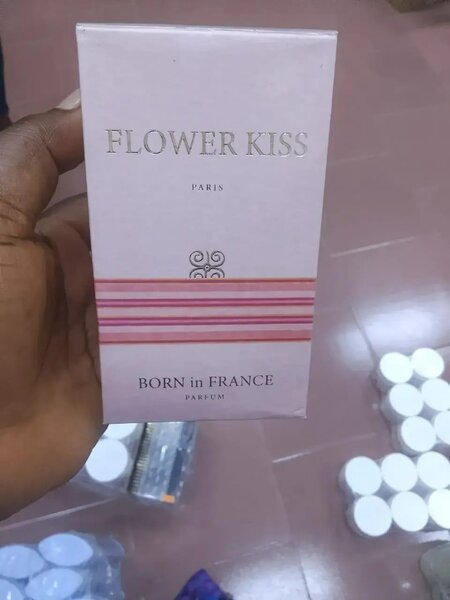 FLOWER KISS
PARIS
BORN in FRANCE
PARFUM